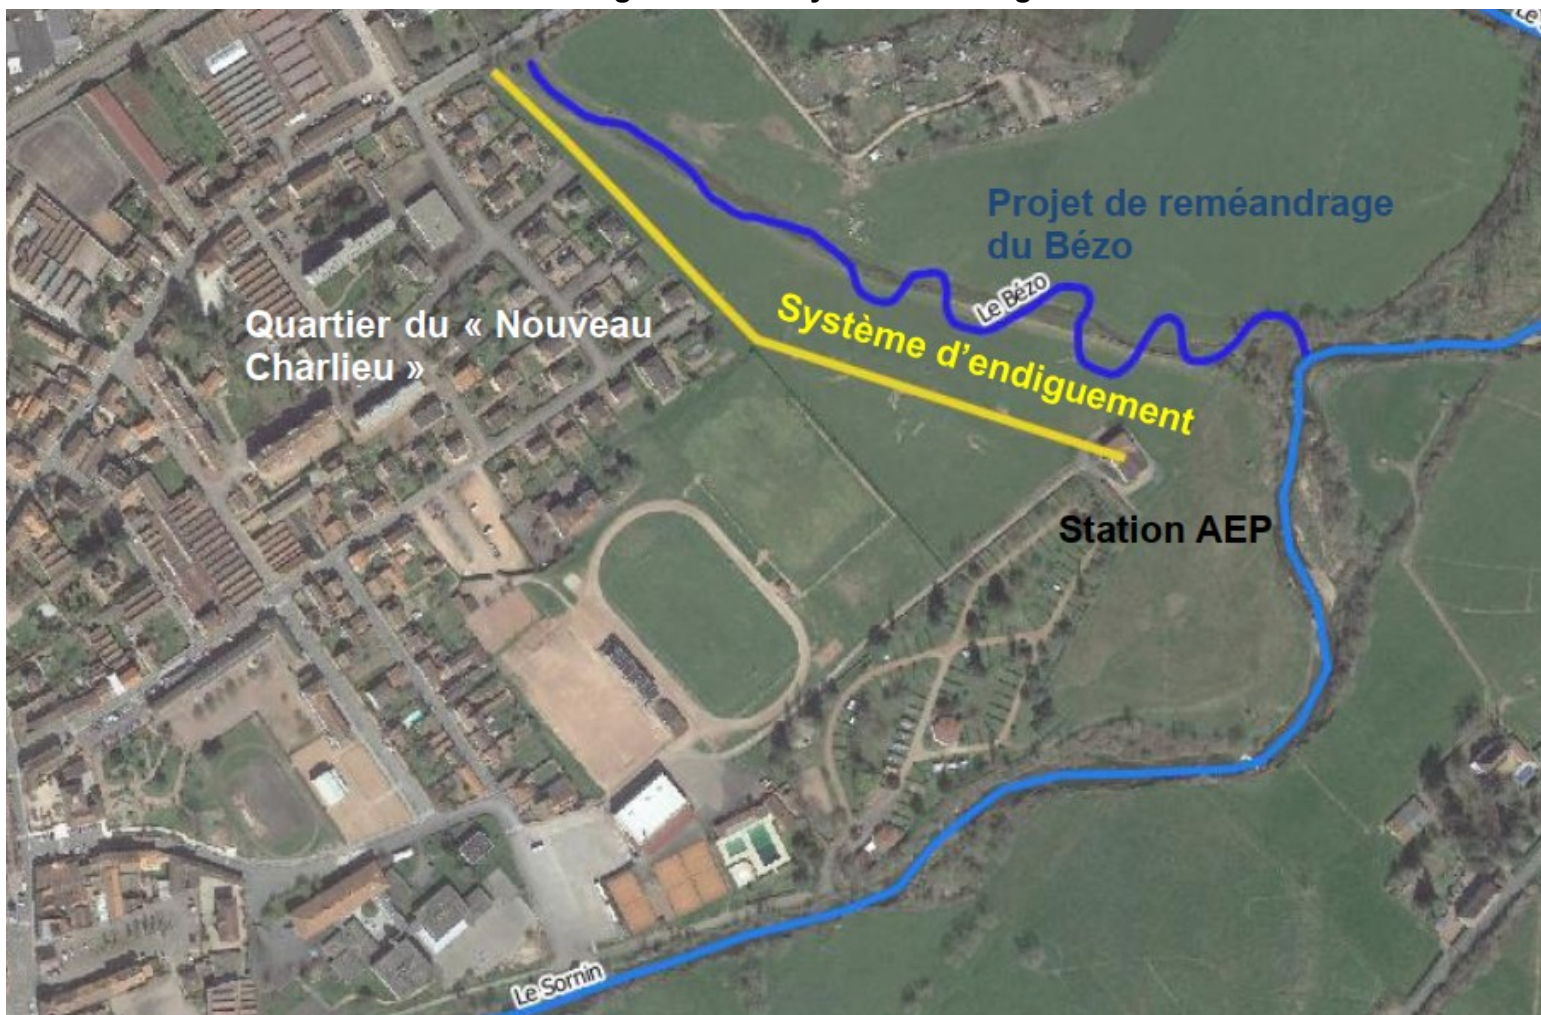 Projet de reméandrage
du Bézo
Le Bézo
Système d'endiguement
Quartier du « Nouveau
Charlieu »
Station AEP
Le Sornin